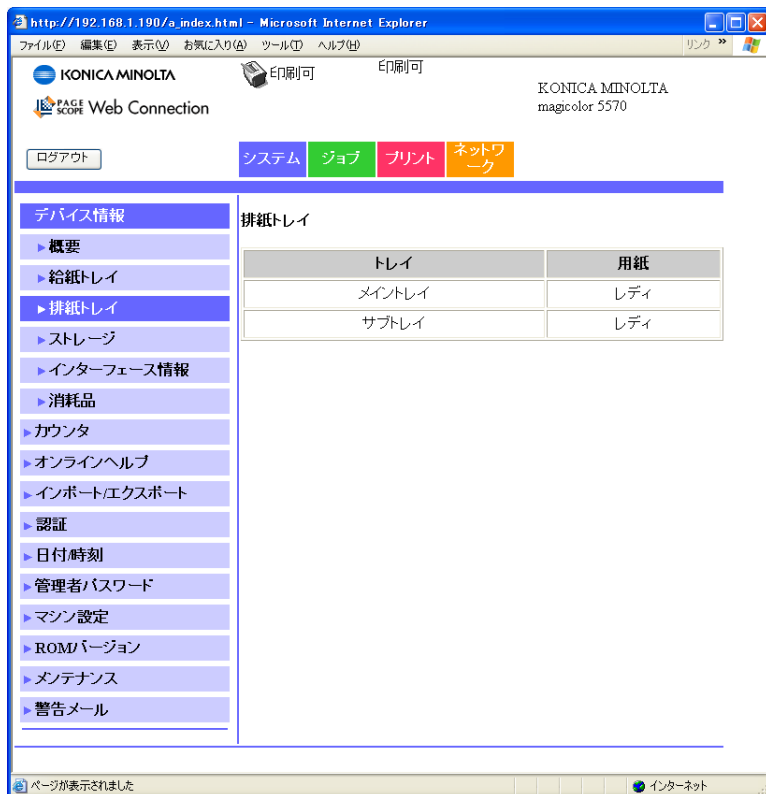 http://192.168.1.190/a_index.html - Microsoft Internet Explorer
ファイル(F) 編集(E) 表示(V) お気に入り(A) ツール(T) ヘルプ(H) リンク »
KONICA MINOLTA 印刷可 印刷可
KONICA MINOLTA
PAGE SCOPE Web Connection magicolor 5570
ログアウト システム ジョブ プリント ネットワ
ーク
デバイス情報
排紙トレイ
▶概要
トレイ 用紙
▶給紙トレイ
メイントレイ レディ
▶排紙トレイ
サブトレイ レディ
▶ストレージ
▶インターフェース情報
▶消耗品
▶カウンタ
▶オンラインヘルプ
▶インポート/エクスポート
▶認証
▶日付/時刻
▶管理者パスワード
▶マシン設定
▶ROMバージョン
▶メンテナンス
▶警告メール
ページが表示されました インターネット